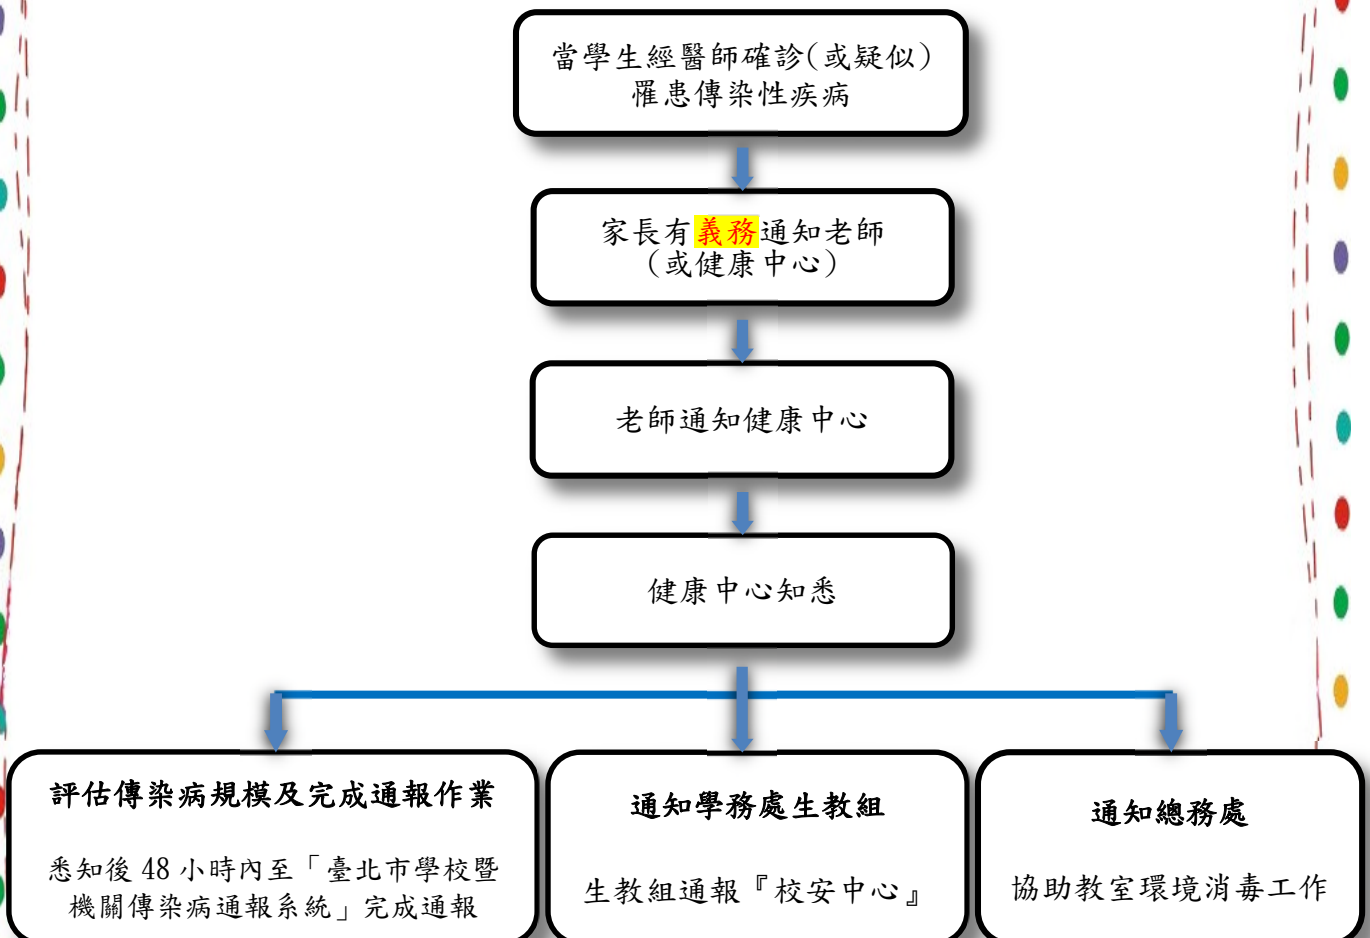 當學生經醫師確診(或疑似)
罹患傳染性疾病
家長有義務通知老師
(或健康中心)
老師通知健康中心
健康中心知悉
評估傳染病規模及完成通報作業
悉知後 48 小時內至「臺北市學校暨
機關傳染病通報系統」完成通報
通知學務處生教組
生教組通報『校安中心』
通知總務處
協助教室環境消毒工作